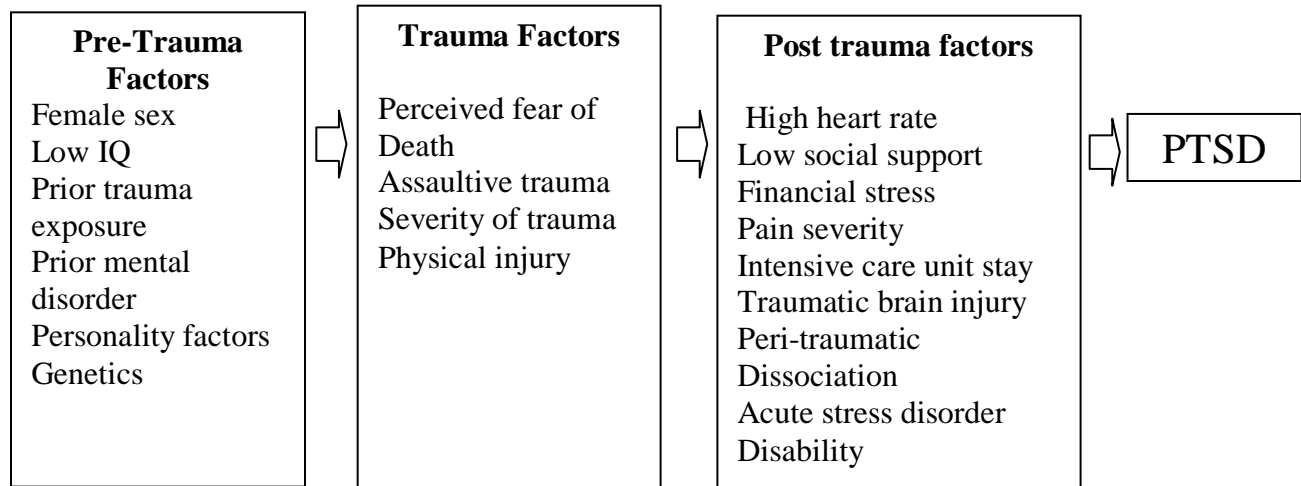 Pre-Trauma
Factors
Female sex
Low IQ
Prior trauma
exposure
Prior mental
disorder
Personality factors
Genetics
Trauma Factors
Perceived fear of
Death
Assaultive trauma
Severity of trauma
Physical injury
Post trauma factors
High heart rate
Low social support
Financial stress
Pain severity
Intensive care unit stay
Traumatic brain injury
Peri-traumatic
Dissociation
Acute stress disorder
Disability
PTSD